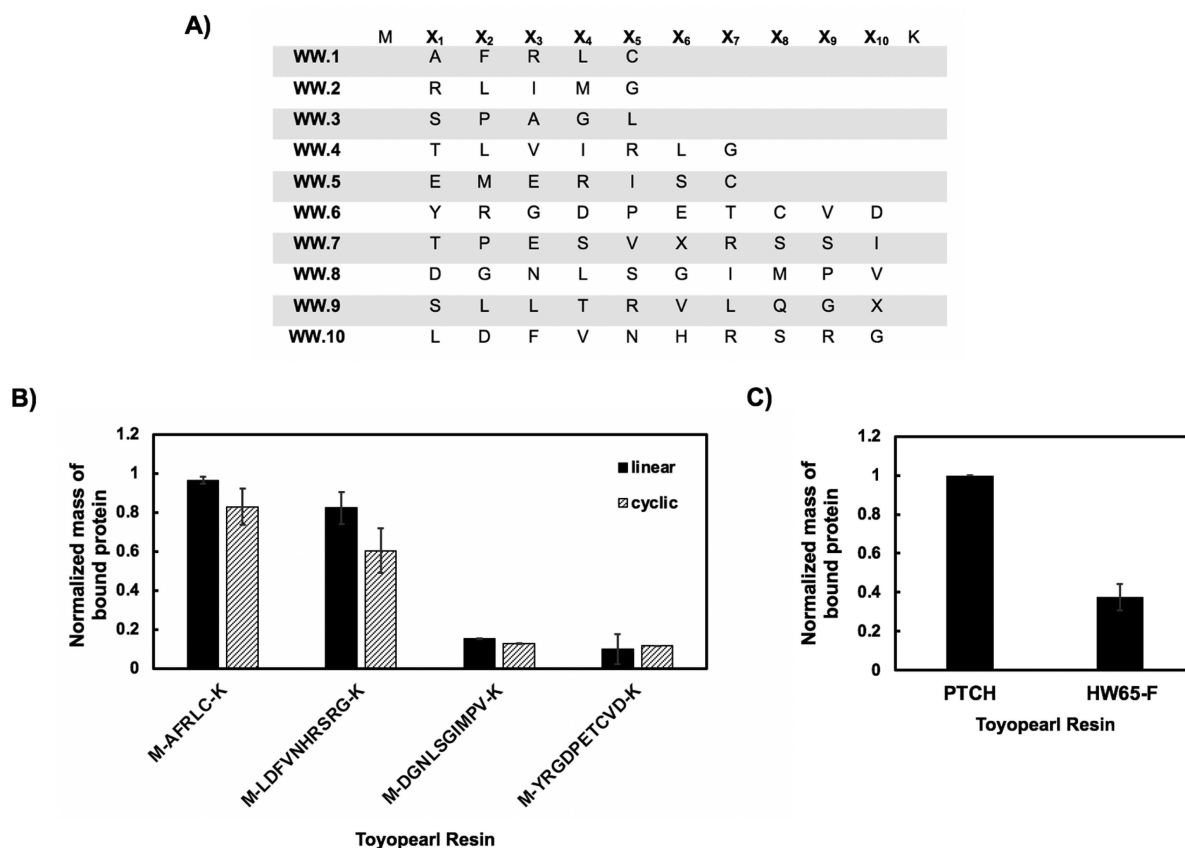 A)
M X₁ X₂ X₃ X₄ X₅ X₆ X₇ X₈ X₉ X₁₀ K
WW.1 A F R L C
WW.2 R L I M G
WW.3 S P A G L
WW.4 T L V I R L G
WW.5 E M E R I S C
WW.6 Y R G D P E T C V D
WW.7 T P E S V X R S S I
WW.8 D G N L S G I M P V
WW.9 S L L T R V L Q G X
WW.10 L D F V N H R S R G
B)
Normalized mass of
bound protein
1.2
1
0.8
0.6
0.4
0.2
0
linear
cyclic
M-AFRLC-K
M-LDFVNHRSRG-K
M-DGNLSGIMPV-K
M-YRGDPETCVD-K
Toyopearl Resin
C)
Normalized mass of
bound protein
1.2
1
0.8
0.6
0.4
0.2
0
PTCH
HW65-F
Toyopearl Resin